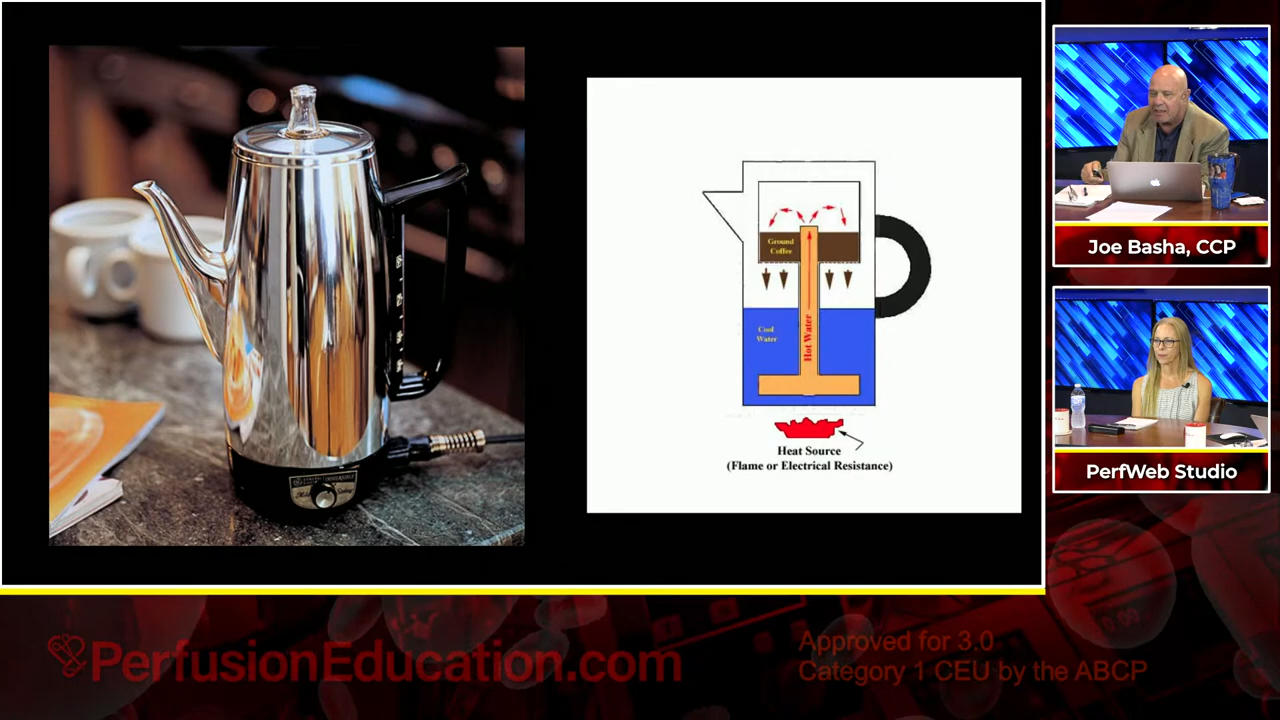 Ground
Coffee
Cool
Water
Hot Water
Heat Source
(Flame or Electrical Resistance)
Joe Basha, CCP
PerfWeb Studio
PerfusionEducation.com
Approved for 3.0
Category 1 CEU by the ABCP